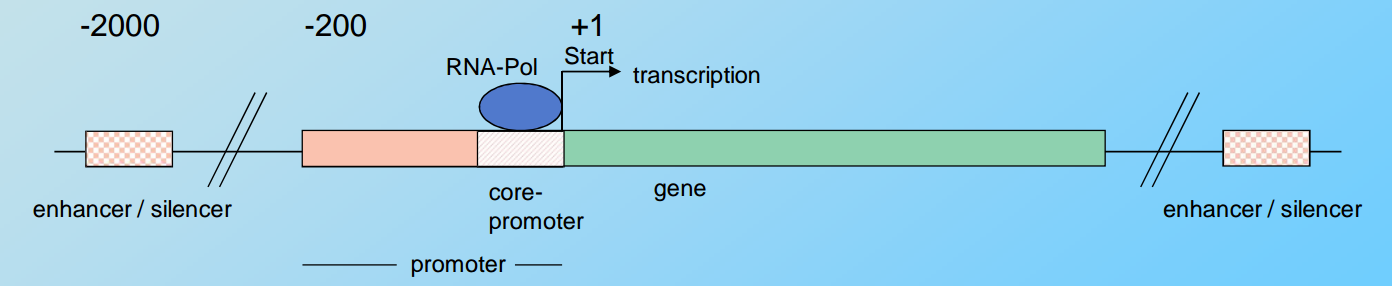 -2000
-200
+1
Start
RNA-Pol
transcription
enhancer / silencer
core-
promoter
gene
enhancer / silencer
promoter